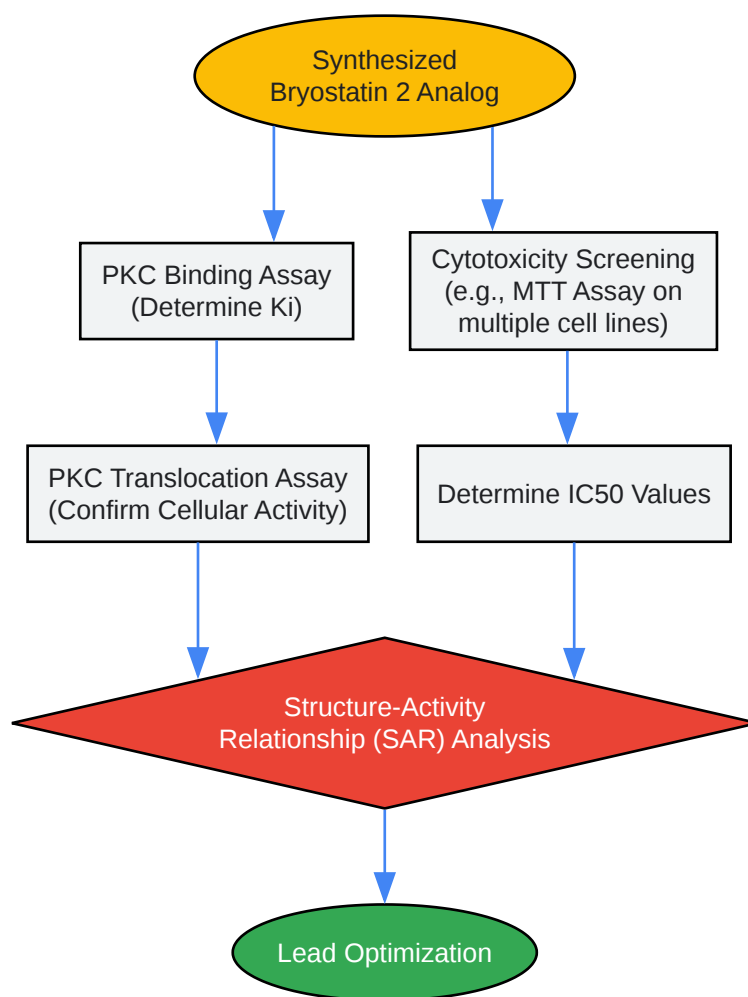 Synthesized
Bryostatin 2 Analog
PKC Binding Assay
(Determine Ki)
Cytotoxicity Screening
(e.g., MTT Assay on
multiple cell lines)
PKC Translocation Assay
(Confirm Cellular Activity)
Determine IC50 Values
Structure-Activity
Relationship (SAR) Analysis
Lead Optimization